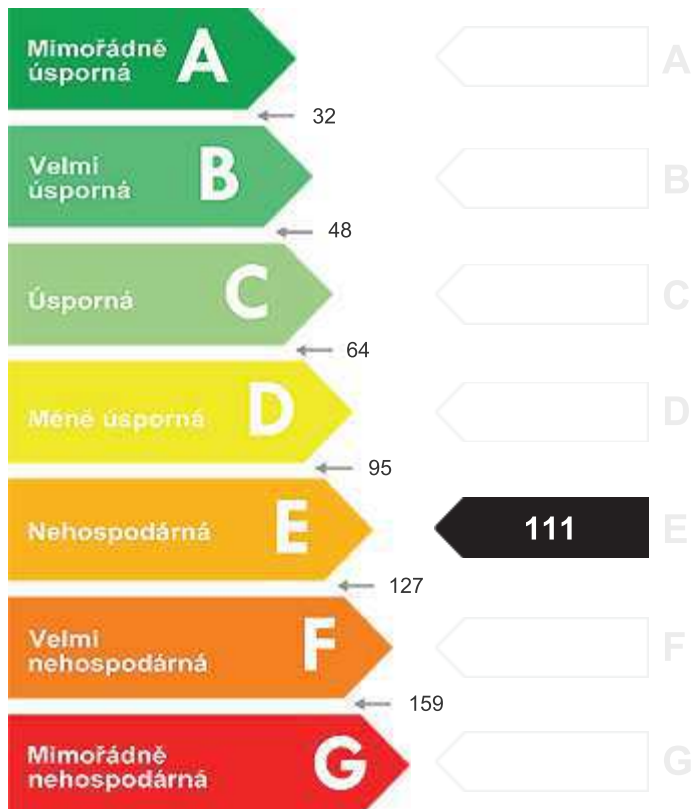 Mimořádně
úsporná
A
A
32
Velmi
úsporná
B
B
48
Úsporná
C
C
64
Méně úsporná
D
D
95
Nehospodárná
E
111
E
127
Velmi
nehospodárná
F
F
159
Mimořádně
nehospodárná
G
G